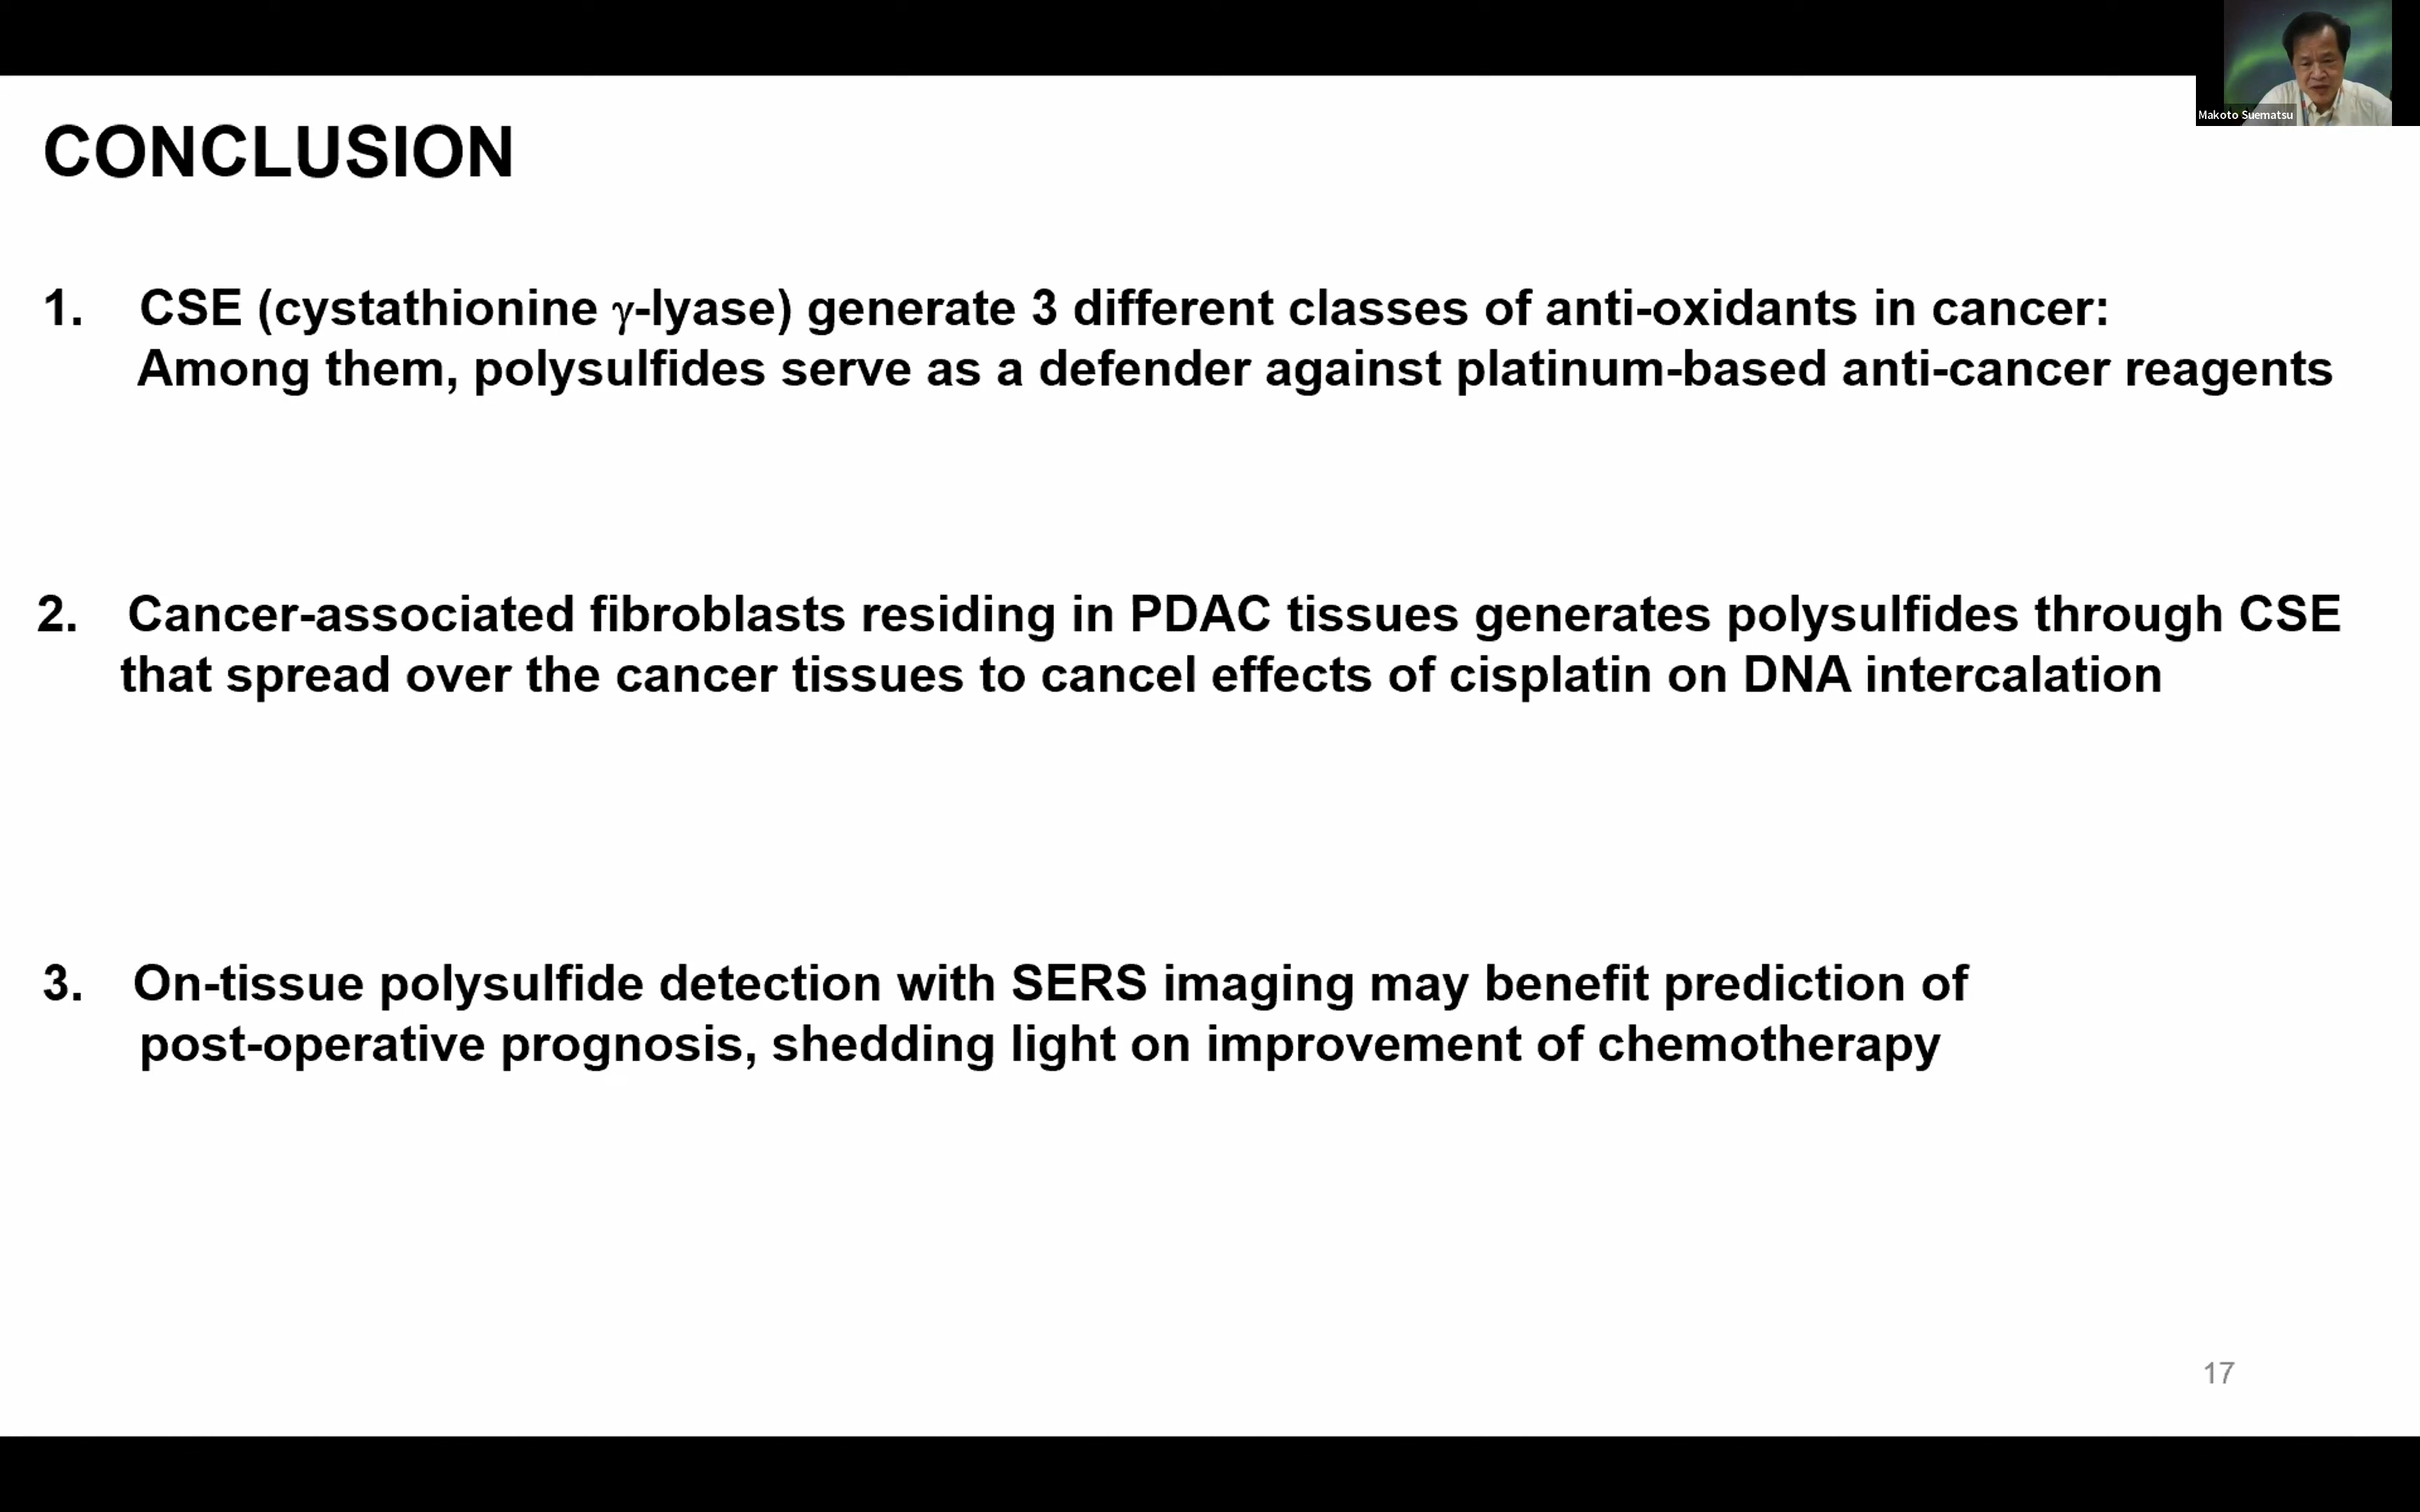 Makoto Suematsu
CONCLUSION
1. CSE (cystathionine γ-lyase) generate 3 different classes of anti-oxidants in cancer:
Among them, polysulfides serve as a defender against platinum-based anti-cancer reagents
2. Cancer-associated fibroblasts residing in PDAC tissues generates polysulfides through CSE
that spread over the cancer tissues to cancel effects of cisplatin on DNA intercalation
3. On-tissue polysulfide detection with SERS imaging may benefit prediction of
post-operative prognosis, shedding light on improvement of chemotherapy
17